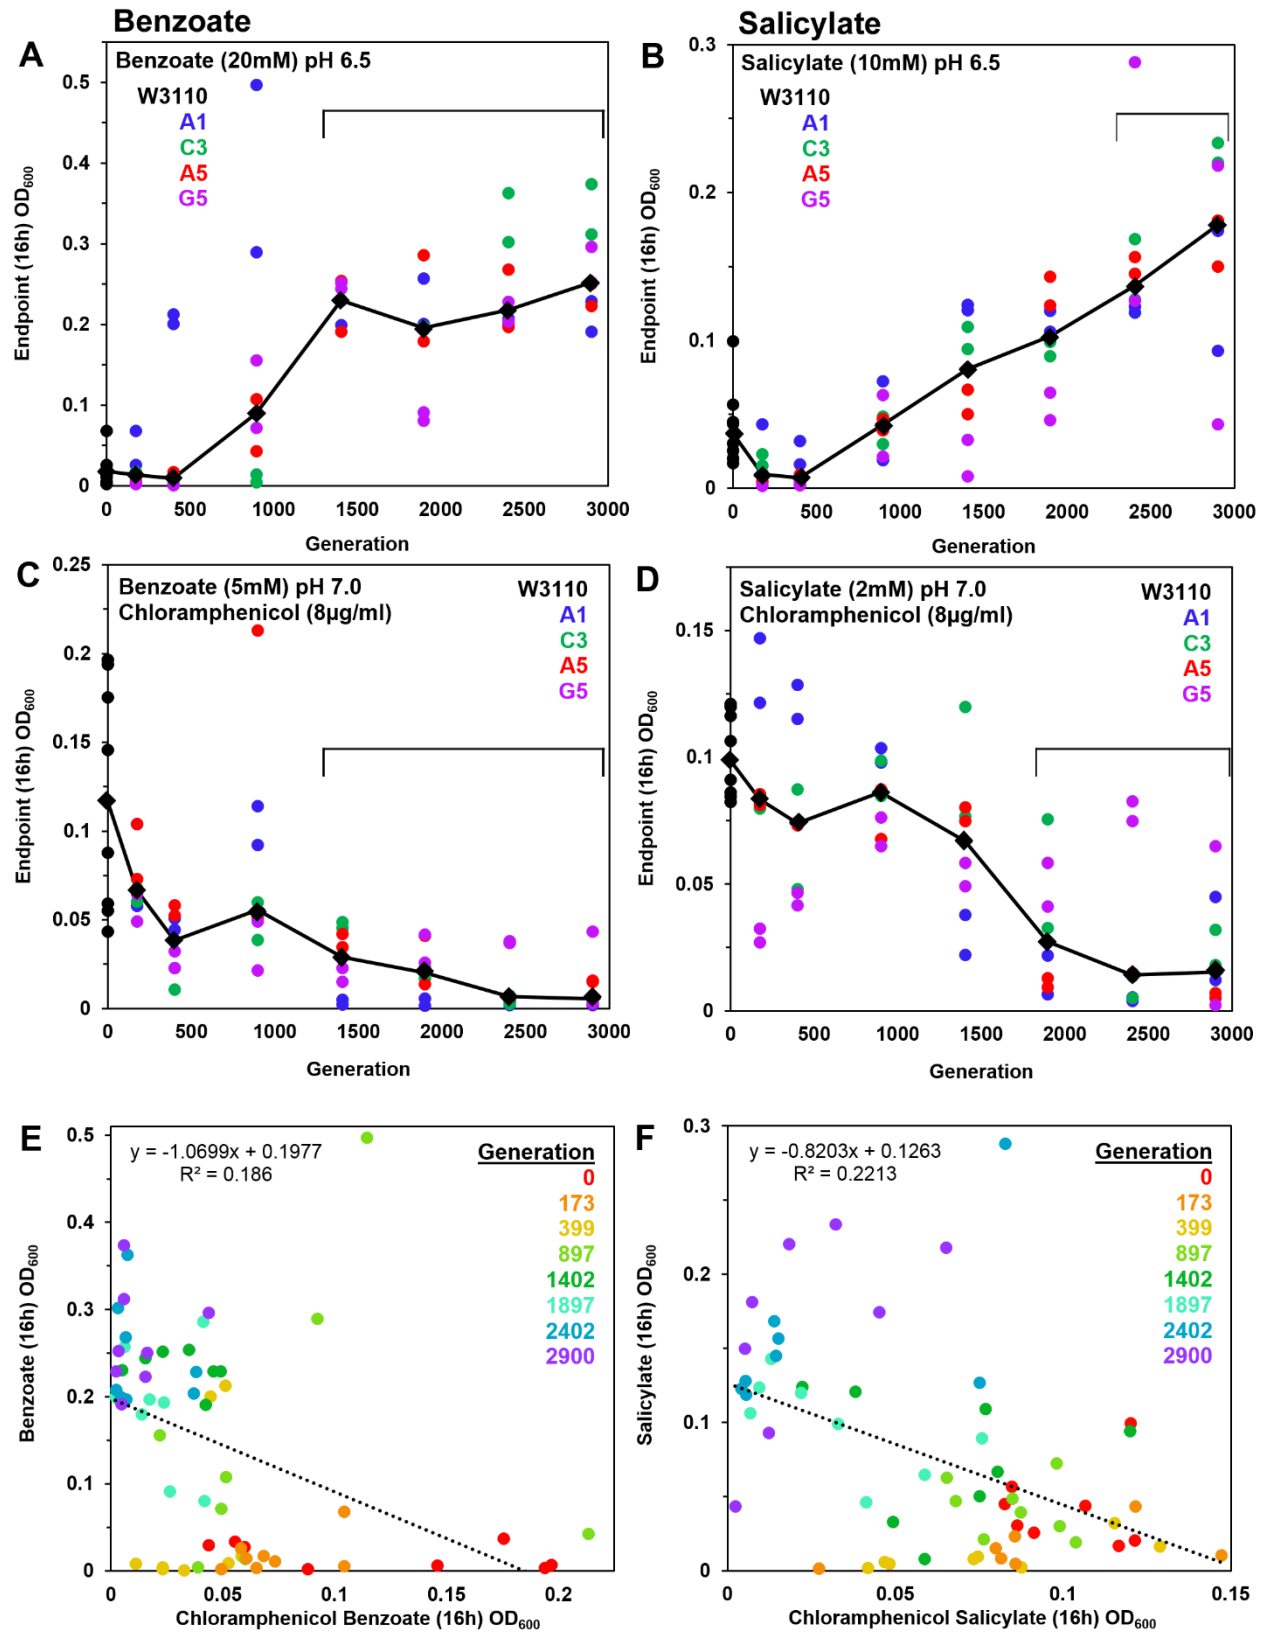 Benzoate
Salicylate
A
Benzoate (20mM) pH 6.5
W3110
A1
C3
A5
G5
Endpoint (16h) OD600
0.5
0.4
0.3
0.2
0.1
0
0 500 1000 1500 2000 2500 3000
Generation
B
Salicylate (10mM) pH 6.5
W3110
A1
C3
A5
G5
Endpoint (16h) OD600
0.3
0.2
0.1
0
0 500 1000 1500 2000 2500 3000
Generation
C
Benzoate (5mM) pH 7.0
Chloramphenicol (8µg/ml)
W3110
A1
C3
A5
G5
Endpoint (16h) OD600
0.25
0.2
0.15
0.1
0.05
0
0 500 1000 1500 2000 2500 3000
Generation
D
Salicylate (2mM) pH 7.0
Chloramphenicol (8µg/ml)
W3110
A1
C3
A5
G5
Endpoint (16h) OD600
0.15
0.1
0.05
0
0 500 1000 1500 2000 2500 3000
Generation
E
y = -1.0699x + 0.1977
R² = 0.186
Generation
0
173
399
897
1402
1897
2402
2900
Benzoate (16h) OD600
0.5
0.4
0.3
0.2
0.1
0
0 0.05 0.1 0.15 0.2
Chloramphenicol Benzoate (16h) OD600
F
y = -0.8203x + 0.1263
R² = 0.2213
Generation
0
173
399
897
1402
1897
2402
2900
Salicylate (16h) OD600
0.3
0.2
0.1
0
0 0.05 0.1 0.15
Chloramphenicol Salicylate (16h) OD600